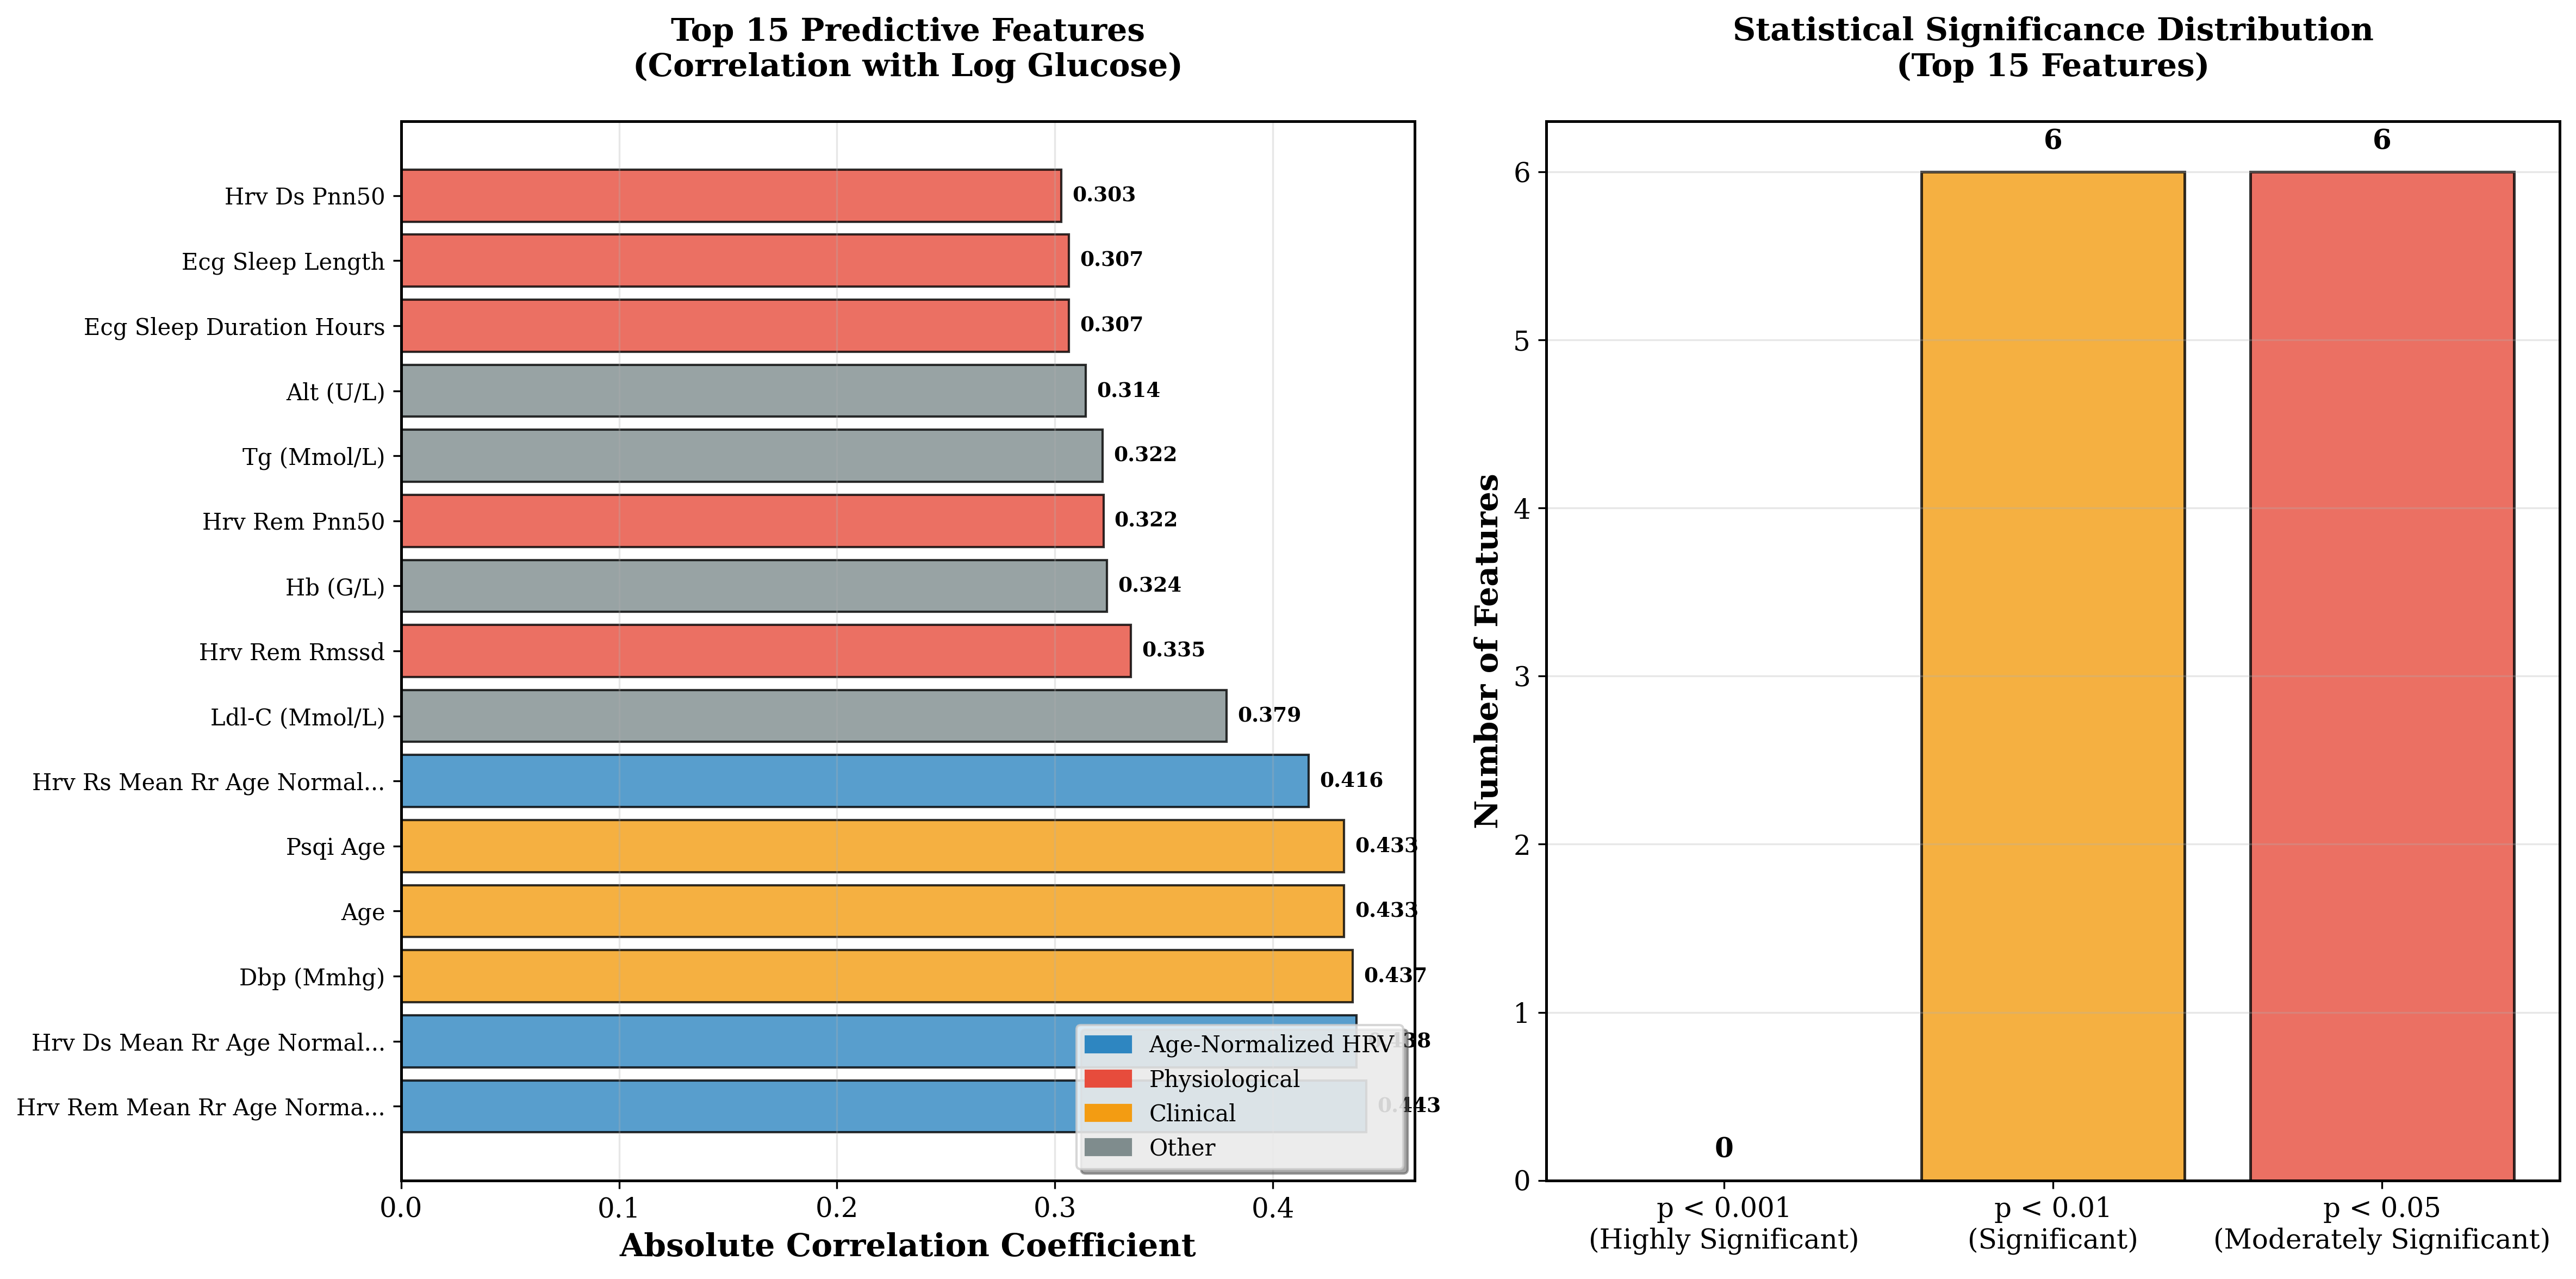 Top 15 Predictive Features
(Correlation with Log Glucose)
Hrv Ds Pnn50
0.303
Ecg Sleep Length
0.307
Ecg Sleep Duration Hours
0.307
Alt (U/L)
0.314
Tg (Mmol/L)
0.322
Hrv Rem Pnn50
0.322
Hb (G/L)
0.324
Hrv Rem Rmssd
0.335
Ldl-C (Mmol/L)
0.379
Hrv Rs Mean Rr Age Normal...
0.416
Psqi Age
0.433
Age
0.433
Dbp (Mmhg)
0.437
Hrv Ds Mean Rr Age Normal...
Hrv Rem Mean Rr Age Norma...
0.443
Age-Normalized HRV
Physiological
Clinical
Other
0.0 0.1 0.2 0.3 0.4
Absolute Correlation Coefficient
Statistical Significance Distribution
(Top 15 Features)
Number of Features
6
5
4
3
2
1
0
0
6
6
p < 0.001
(Highly Significant)
p < 0.01
(Significant)
p < 0.05
(Moderately Significant)